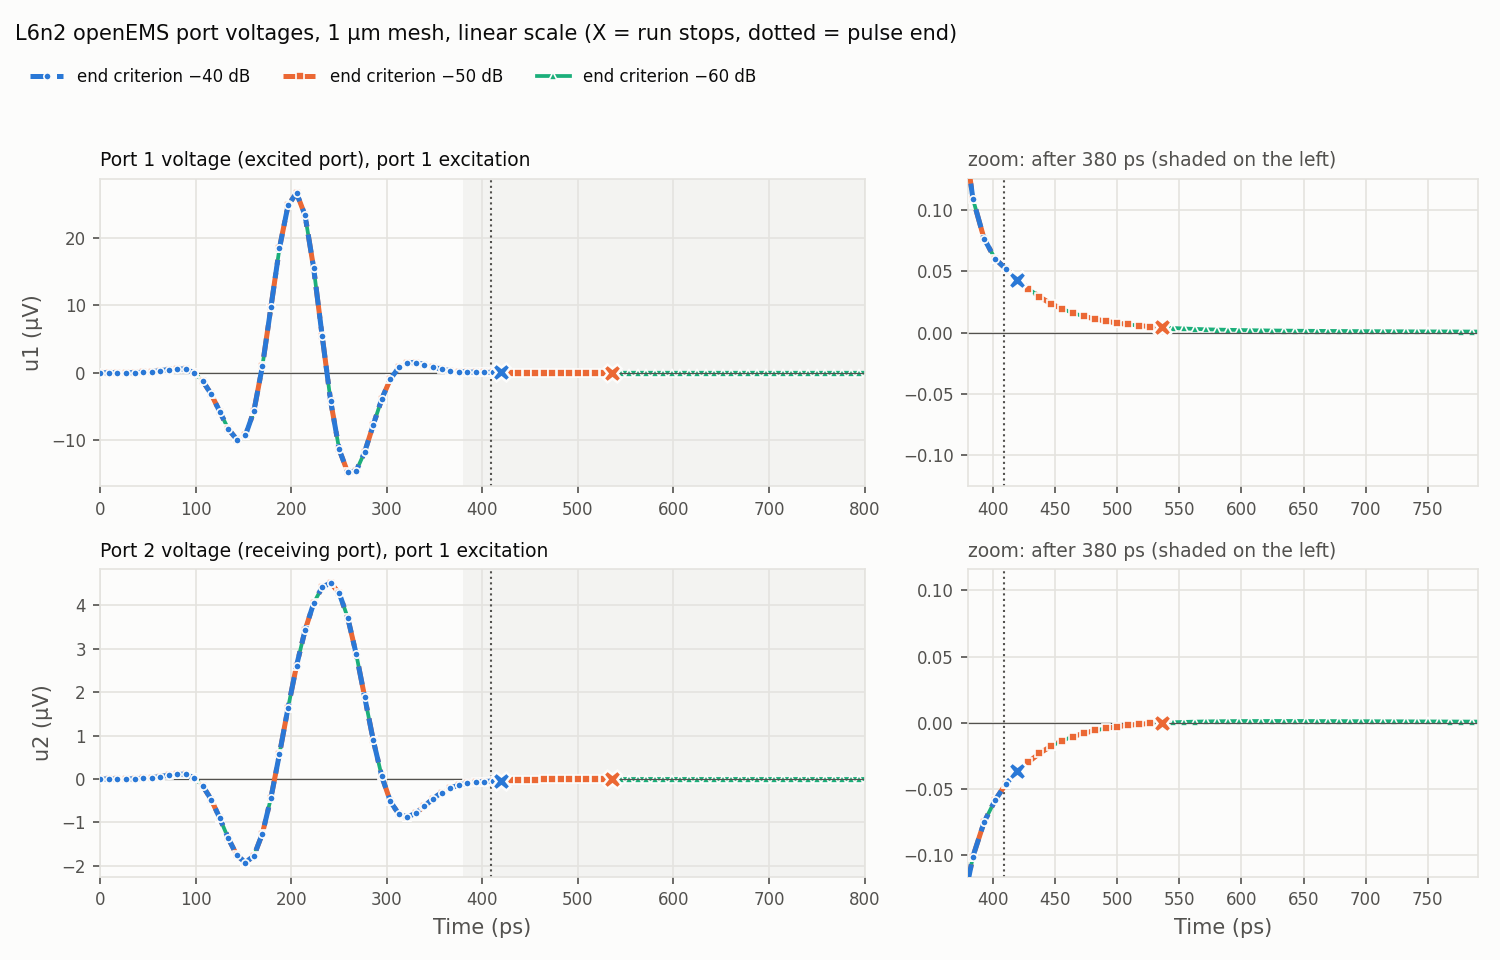 L6n2 openEMS port voltages, 1 µm mesh, linear scale (X = run stops, dotted = pulse end)
end criterion −40 dB
end criterion −50 dB
end criterion −60 dB
Port 1 voltage (excited port), port 1 excitation
u1 (µV)
20
10
0
−10
0 100 200 300 400 500 600 700 800
zoom: after 380 ps (shaded on the left)
0.10
0.05
0.00
−0.05
−0.10
400 450 500 550 600 650 700 750
Port 2 voltage (receiving port), port 1 excitation
u2 (µV)
4
3
2
1
0
−1
−2
0 100 200 300 400 500 600 700 800
Time (ps)
zoom: after 380 ps (shaded on the left)
0.10
0.05
0.00
−0.05
−0.10
400 450 500 550 600 650 700 750
Time (ps)